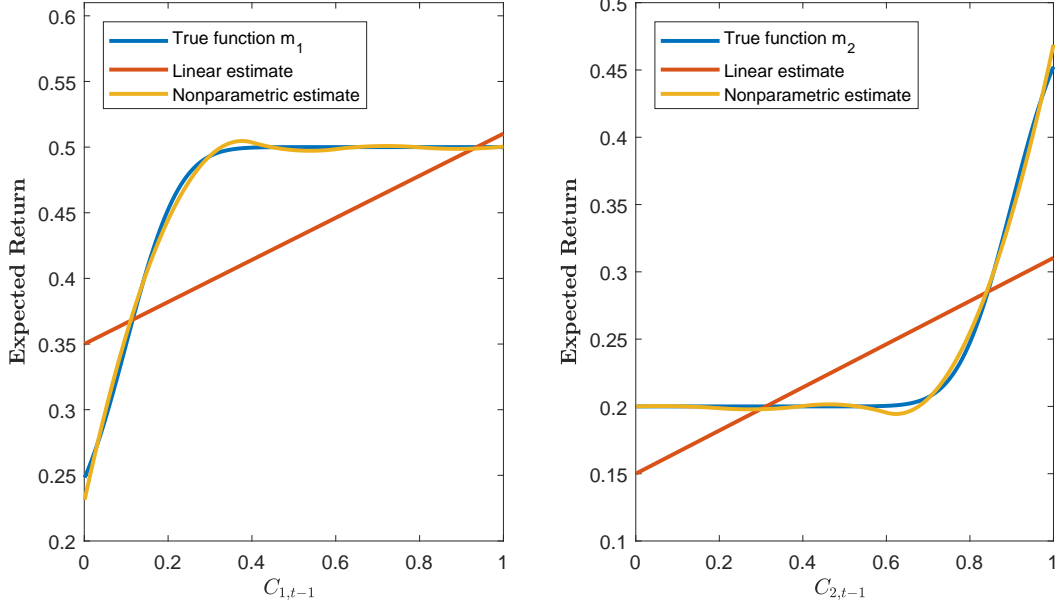 True function m1
Linear estimate
Nonparametric estimate
0.6
0.55
0.5
0.45
0.4
0.35
0.3
0.25
0.2
Expected Return
0 0.2 0.4 0.6 0.8 1
C1,t−1
True function m2
Linear estimate
Nonparametric estimate
0.45
0.4
0.35
0.3
0.25
0.2
0.15
0.1
Expected Return
0 0.2 0.4 0.6 0.8 1
C2,t−1